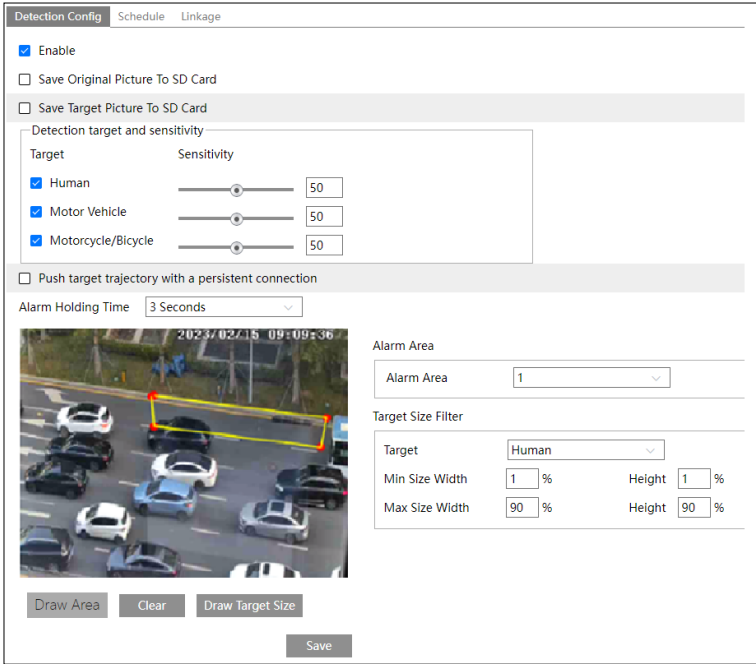 Detection Config Schedule Linkage
Enable
Save Original Picture To SD Card
Save Target Picture To SD Card
Detection target and sensitivity
Target Sensitivity
Human 50
Motor Vehicle 50
Motorcycle/Bicycle 50
Push target trajectory with a persistent connection
Alarm Holding Time 3 Seconds
2023/02/15 09:09:36
Alarm Area
Alarm Area 1
Target Size Filter
Target Human
Min Size Width 1 % Height 1 %
Max Size Width 90 % Height 90 %
Draw Area Clear Draw Target Size
Save